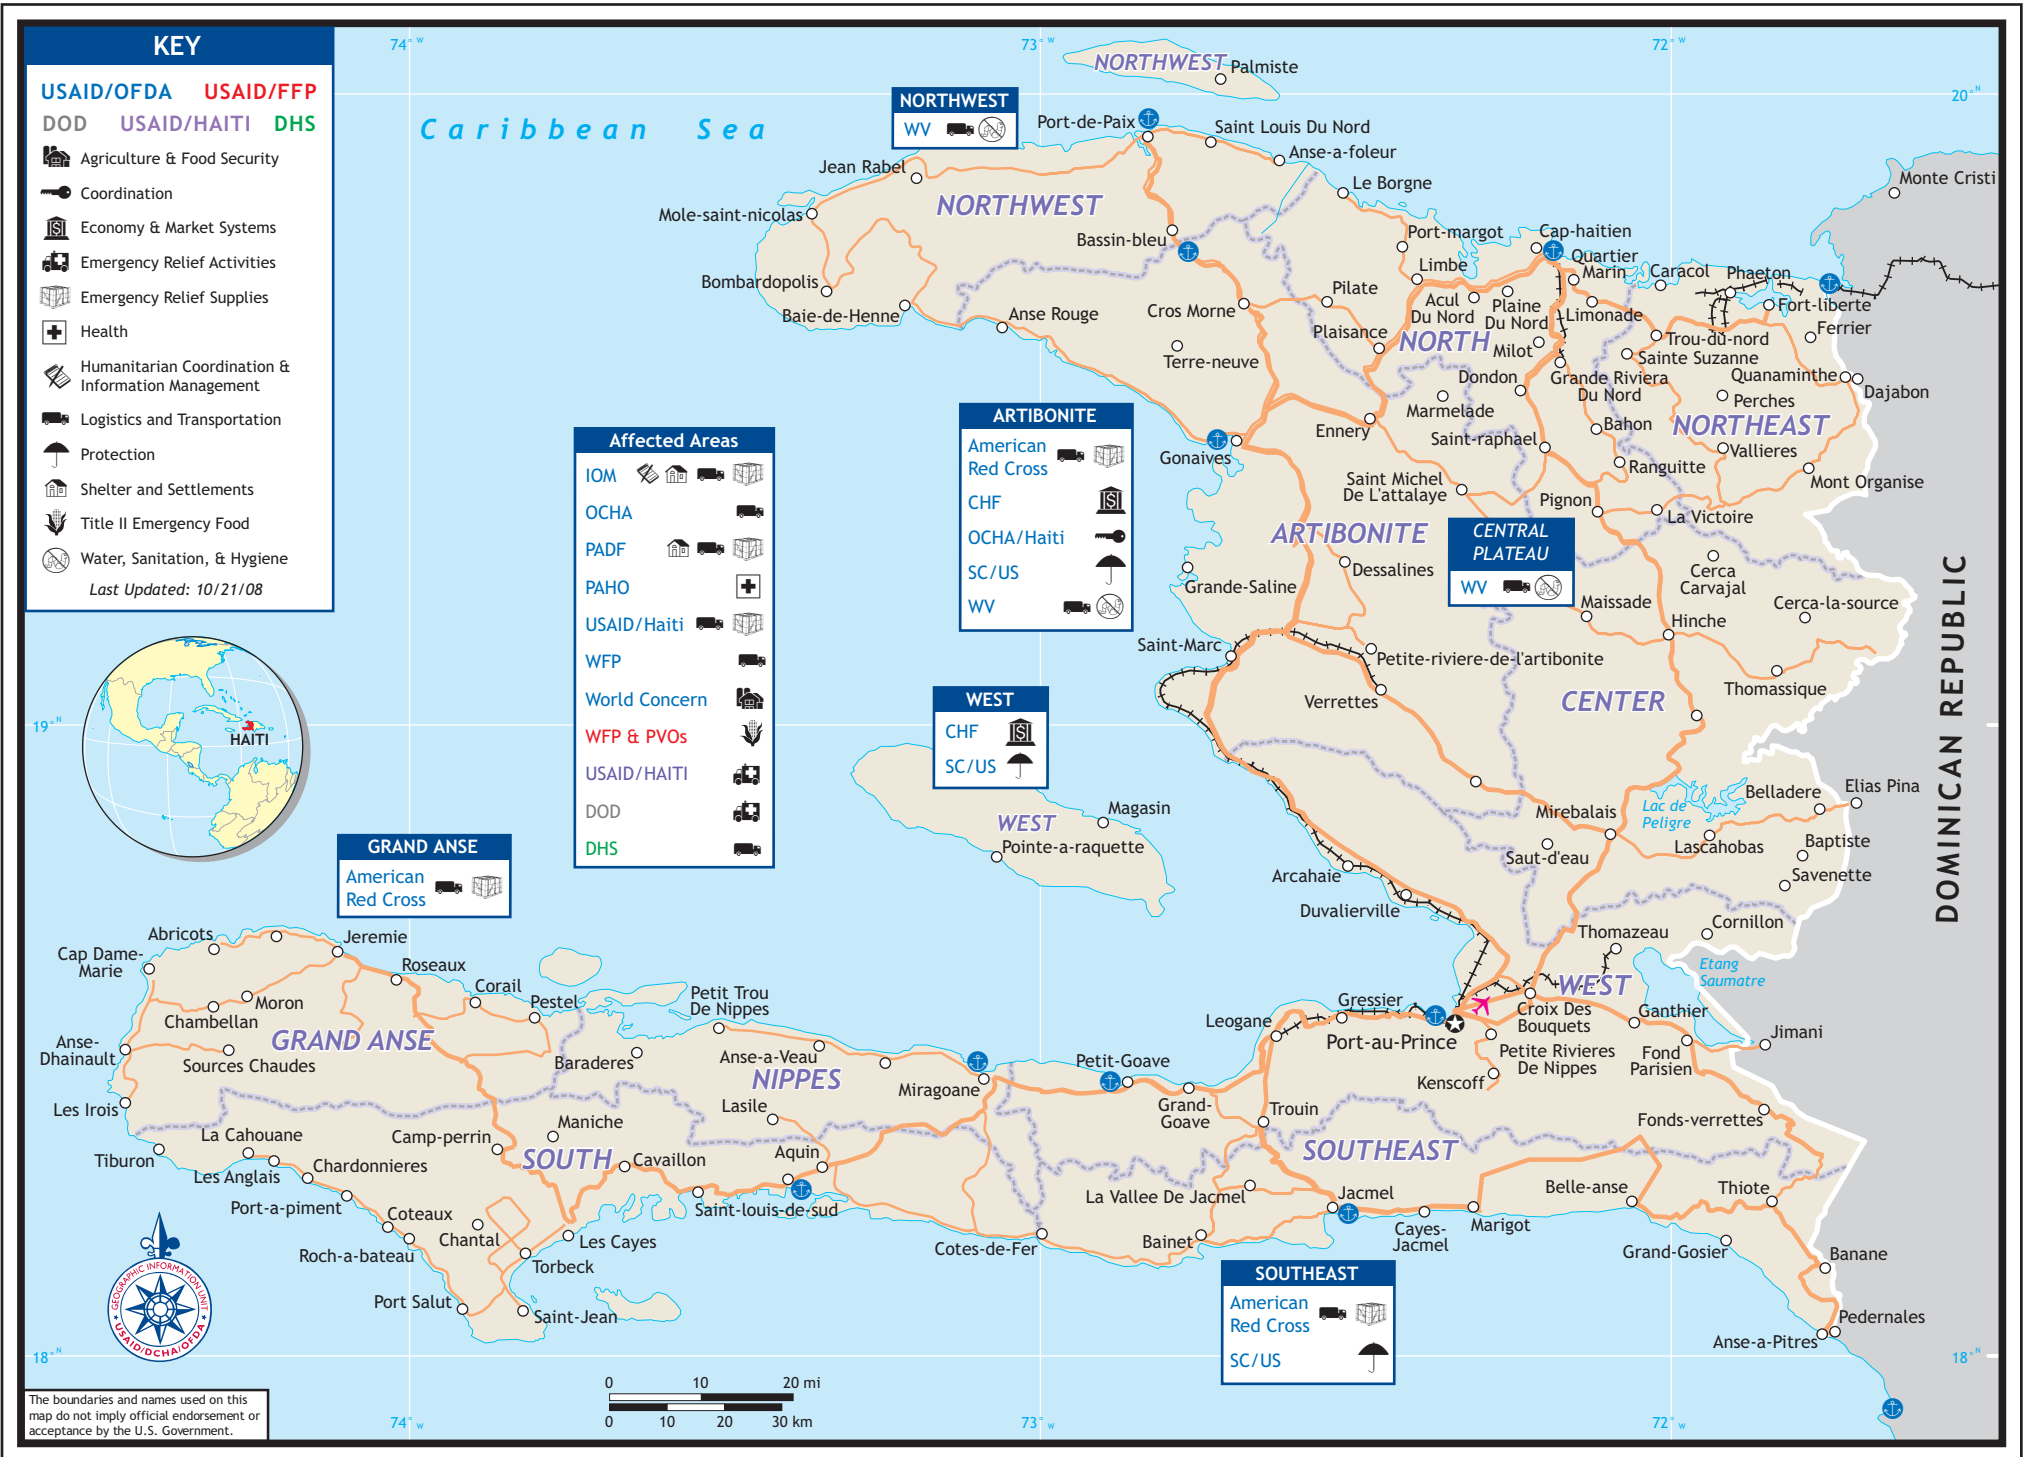 KEY
USAID/OFDA USAID/FFP
DOD USAID/HAITI DHS
Agriculture & Food Security
Coordination
Economy & Market Systems
Emergency Relief Activities
Emergency Relief Supplies
Health
Humanitarian Coordination &
Information Management
Logistics and Transportation
Protection
Shelter and Settlements
Title II Emergency Food
Water, Sanitation, & Hygiene
Last Updated: 10/21/08
HAITI
74° W
73° W
72° W
20° N
19° N
18° N
18° N
74° W
73° W
72° W
Caribbean Sea
DOMINICAN REPUBLIC
NORTHWEST
WV
Affected Areas
IOM
OCHA
PADF
PAHO
USAID/Haiti
WFP
World Concern
WFP & PVOs
USAID/HAITI
DOD
DHS
ARTIBONITE
American
Red Cross
CHF
OCHA/Haiti
SC/US
WV
CENTRAL
PLATEAU
WV
WEST
CHF
SC/US
GRAND ANSE
American
Red Cross
SOUTHEAST
American
Red Cross
SC/US
NORTHWEST
Palmiste
Port-de-Paix
Saint Louis Du Nord
Anse-a-foleur
Jean Rabel
Le Borgne
Monte Cristi
NORTHWEST
Mole-saint-nicolas
Bassin-bleu
Port-margot
Cap-haitien
Quartier
Marin
Limbe
Caracol
Phaeton
Bombardopolis
Baie-de-Henne
Anse Rouge
Cros Morne
Pilate
Acul
Du Nord
Plaine
Du Nord
Limonade
Fort-liberte
Ferrier
Plaisance
NORTH
Milot
Trou-du-nord
Sainte Suzanne
Terre-neuve
Dondon
Grande Riviera
Du Nord
Quanaminthe
Dajabon
Marmelade
Perches
NORTHEAST
Ennery
Saint-raphael
Bahon
Vallieres
Gonaives
Ranguitte
Mont Organise
Saint Michel
De L'attalaye
Pignon
La Victoire
ARTIBONITE
Dessalines
Cerca
Carvajal
Grande-Saline
Maissade
Cerca-la-source
Hinche
Saint-Marc
Petite-riviere-de-l'artibonite
Verrettes
CENTER
Thomassique
Magasin
WEST
Pointe-a-raquette
Mirebalais
Lac de
Peligre
Belladere
Elias Pina
Saut-d'eau
Lascahobas
Baptiste
Savenette
Arcahaie
Duvalierville
Thomazeau
Cornillon
Etang
Saumatre
WEST
Gressier
Leogane
Port-au-Prince
Croix Des
Bouquets
Ganthier
Jimani
Petite Rivieres
De Nippes
Fond
Parisien
Kenscoff
Fonds-verrettes
Abricots
Jeremie
Cap Dame-
Marie
Roseaux
Corail
Pestel
Petit Trou
De Nippes
Moron
Chambellan
GRAND ANSE
Anse-
Dhainault
Sources Chaudes
Baraderes
Anse-a-Veau
NIPPES
Miragoane
Petit-Goave
Grand-
Goave
Trouin
Les Irois
Lasile
Maniche
La Cahouane
Camp-perrin
Tiburon
SOUTH
Cavaillon
Aquin
SOUTHEAST
Les Anglais
Chardonnieres
Port-a-piment
Saint-louis-de-sud
La Vallee De Jacmel
Jacmel
Belle-anse
Thiote
Coteaux
Chantal
Les Cayes
Roch-a-bateau
Torbeck
Cotes-de-Fer
Bainet
Cayes-
Jacmel
Marigot
Grand-Gosier
Banane
Port Salut
Saint-Jean
Pedernales
Anse-a-Pitres
GEOGRAPHIC INFORMATION UNIT
USAID/DCHA/OFDA
0 10 20 mi
0 10 20 30 km
The boundaries and names used on this
map do not imply official endorsement or
acceptance by the U.S. Government.